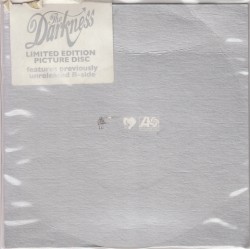 The
Darkness
LIMITED EDITION
PICTURE DISC
features previously
unreleased B-side